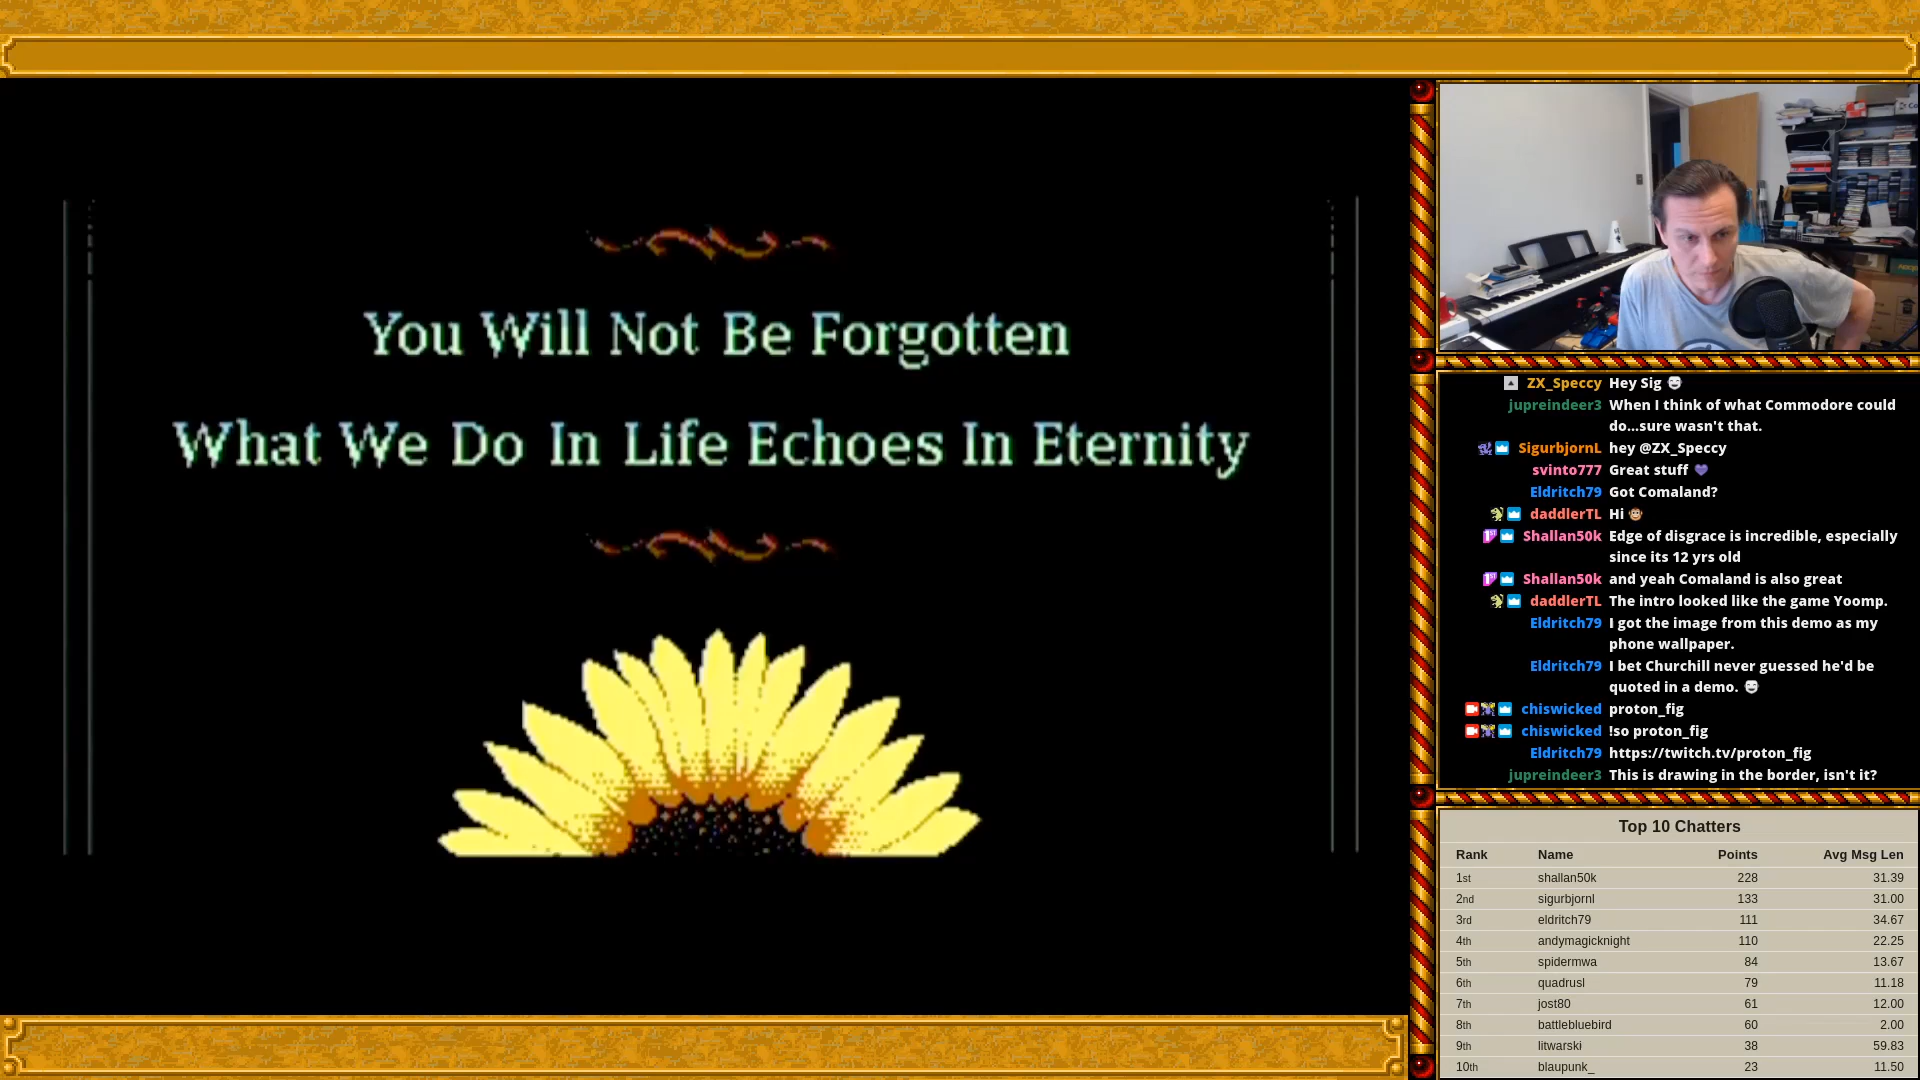 You Will Not Be Forgotten
What We Do In Life Echoes In Eternity
ZX_Speccy Hey Sig
jupreindeer3 When I think of what Commodore could
do...sure wasn't that.
SigurbjornL hey @ZX_Speccy
svinto777 Great stuff 💜
Eldritch79 Got Comaland?
daddlerTL Hi 🐵
Shallan50k Edge of disgrace is incredible, especially
since its 12 yrs old
Shallan50k and yeah Comaland is also great
daddlerTL The intro looked like the game Yoomp.
Eldritch79 I got the image from this demo as my
phone wallpaper.
Eldritch79 I bet Churchill never guessed he'd be
quoted in a demo.
chiswicked proton_fig
chiswicked !so proton_fig
Eldritch79 https://twitch.tv/proton_fig
jupreindeer3 This is drawing in the border, isn't it?
Top 10 Chatters
Rank Name Points Avg Msg Len
1st shallan50k 228 31.39
2nd sigurbjornl 133 31.00
3rd eldritch79 111 34.67
4th andymagicknight 110 22.25
5th spidermwa 84 13.67
6th quadrusl 79 11.18
7th jost80 61 12.00
8th battlebluebird 60 2.00
9th litwarski 38 59.83
10th blaupunk_ 23 11.50